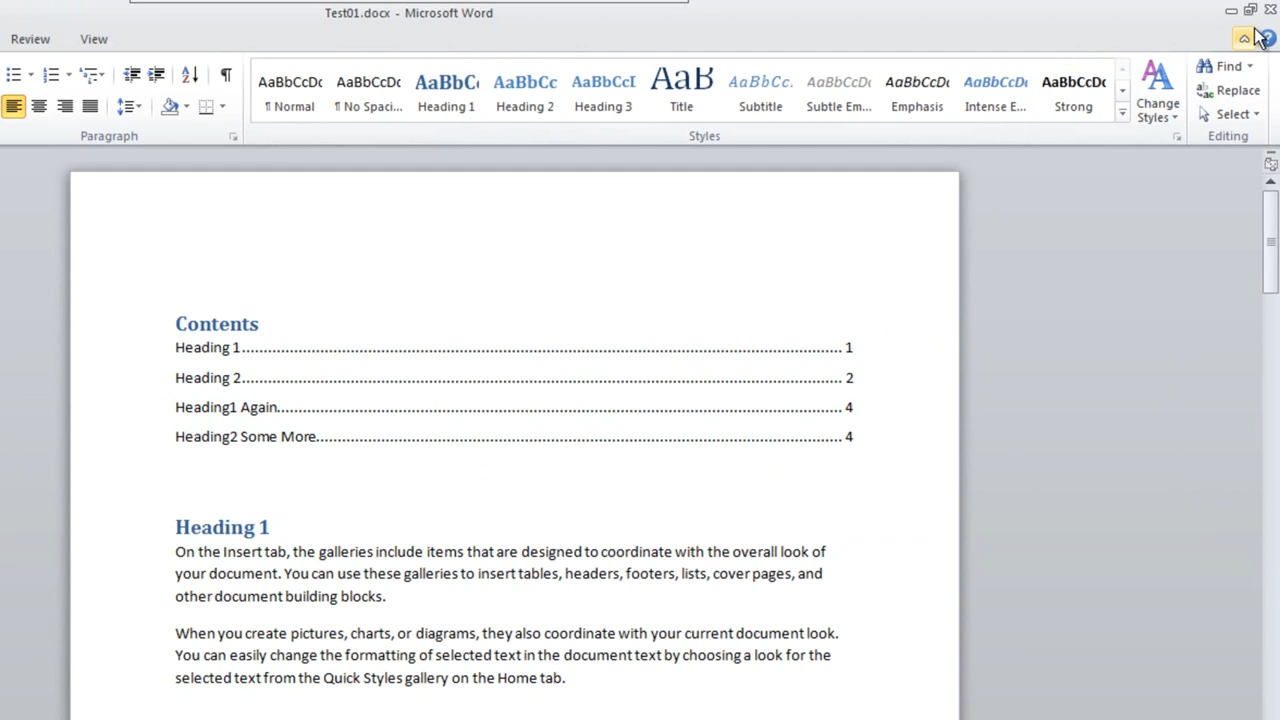 Test01.docx - Microsoft Word
Review View
AaBbCcDc AaBbCcDc AaBbC AaBbCc AaBbCcI AaB AaBbCc. AaBbCcDc AaBbCcDc AaBbCcDc AaBbCcDc
¶ Normal ¶ No Spaci... Heading 1 Heading 2 Heading 3 Title Subtitle Subtle Em... Emphasis Intense E... Strong
Change
Styles
Find
Replace
Select
Paragraph Styles Editing
Contents
Heading 1.......................................................................................................................................... 1
Heading 2.......................................................................................................................................... 2
Heading1 Again.................................................................................................................................. 4
Heading2 Some More......................................................................................................................... 4
Heading 1
On the Insert tab, the galleries include items that are designed to coordinate with the overall look of
your document. You can use these galleries to insert tables, headers, footers, lists, cover pages, and
other document building blocks.
When you create pictures, charts, or diagrams, they also coordinate with your current document look.
You can easily change the formatting of selected text in the document text by choosing a look for the
selected text from the Quick Styles gallery on the Home tab.